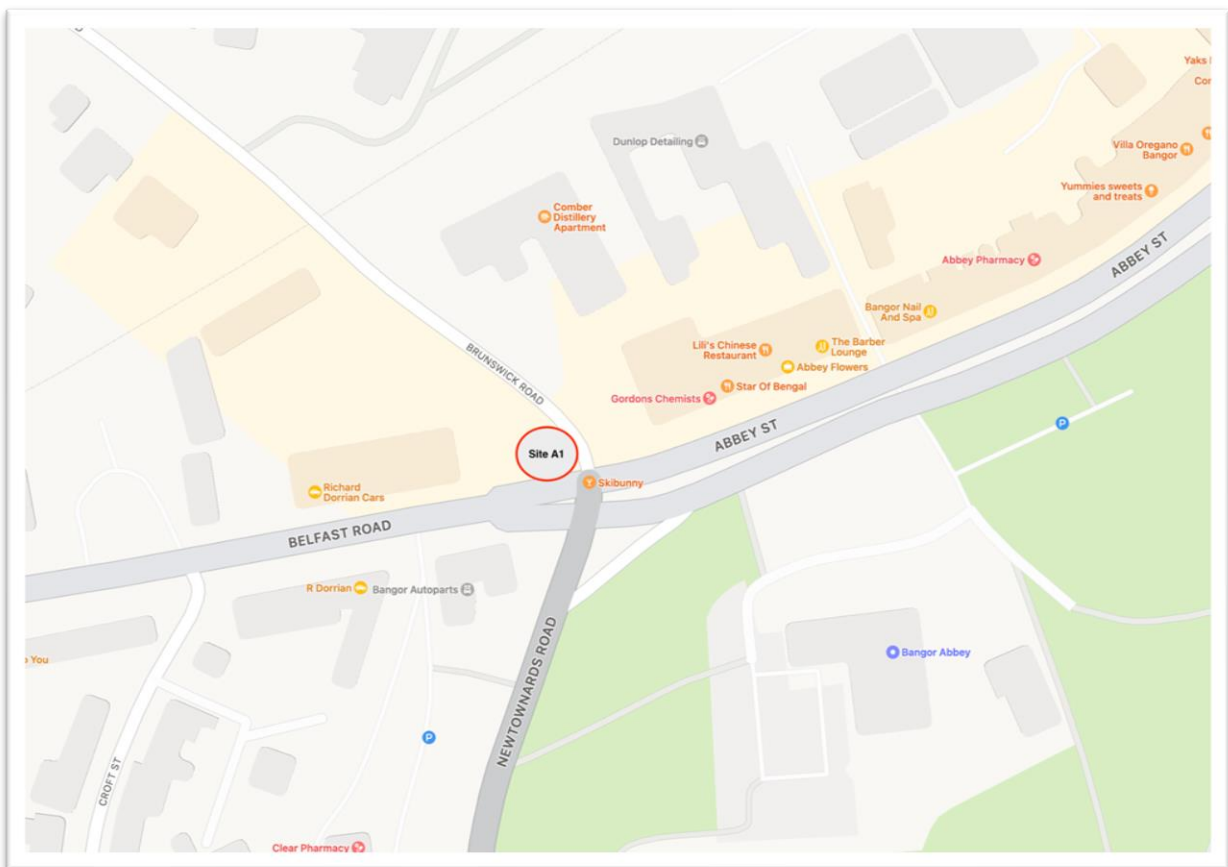 Yaks
Dunlop Detailing
Villa Oregano
Bangor
Yummies sweets
and treats
Comber
Distillery
Apartment
ABBEY ST
Abbey Pharmacy
Bangor Nail
And Spa
BRUNSWICK ROAD
Lili's Chinese
Restaurant
The Barber
Lounge
Abbey Flowers
Star Of Bengal
Gordons Chemists
ABBEY ST
Site A1
Richard
Dorrian Cars
Skibunny
BELFAST ROAD
R Dorrian
Bangor Autoparts
P
NEWTOWNARDS ROAD
Bangor Abbey
You
P
CROFT ST
Clear Pharmacy